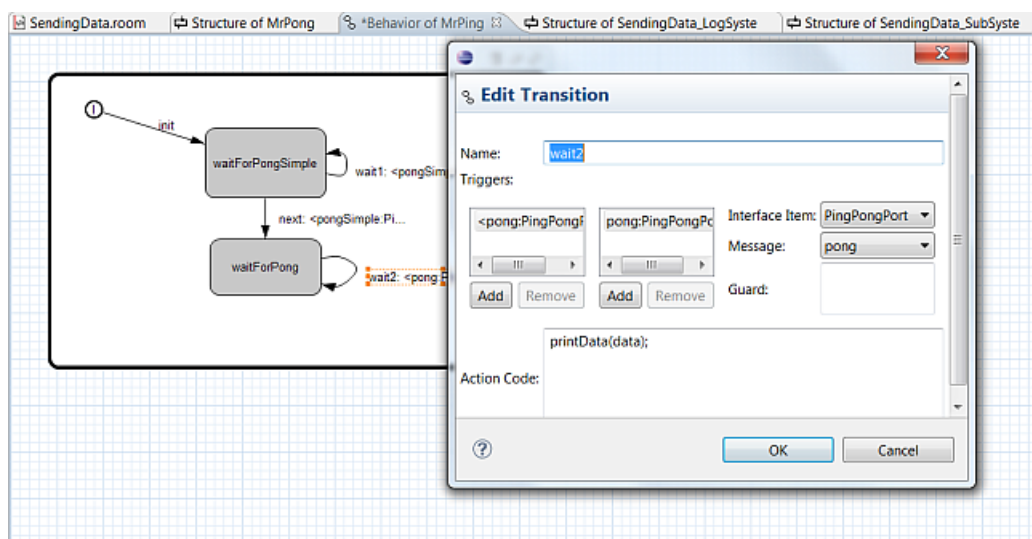 SendingData.room
Structure of MrPong
*Behavior of MrPing
Structure of SendingData_LogSyste
Structure of SendingData_SubSyste
I
init
waitForPongSimple
wait1: <pongSim
next: <pongSimple:Pi...
waitForPong
wait2: <pong:P
Edit Transition
Name:
wait2
Triggers:
<pong:PingPongP
pong:PingPongPo
Interface Item:
PingPongPort
Message:
pong
Add
Remove
Add
Remove
Guard:
printData(data);
Action Code:
?
OK
Cancel